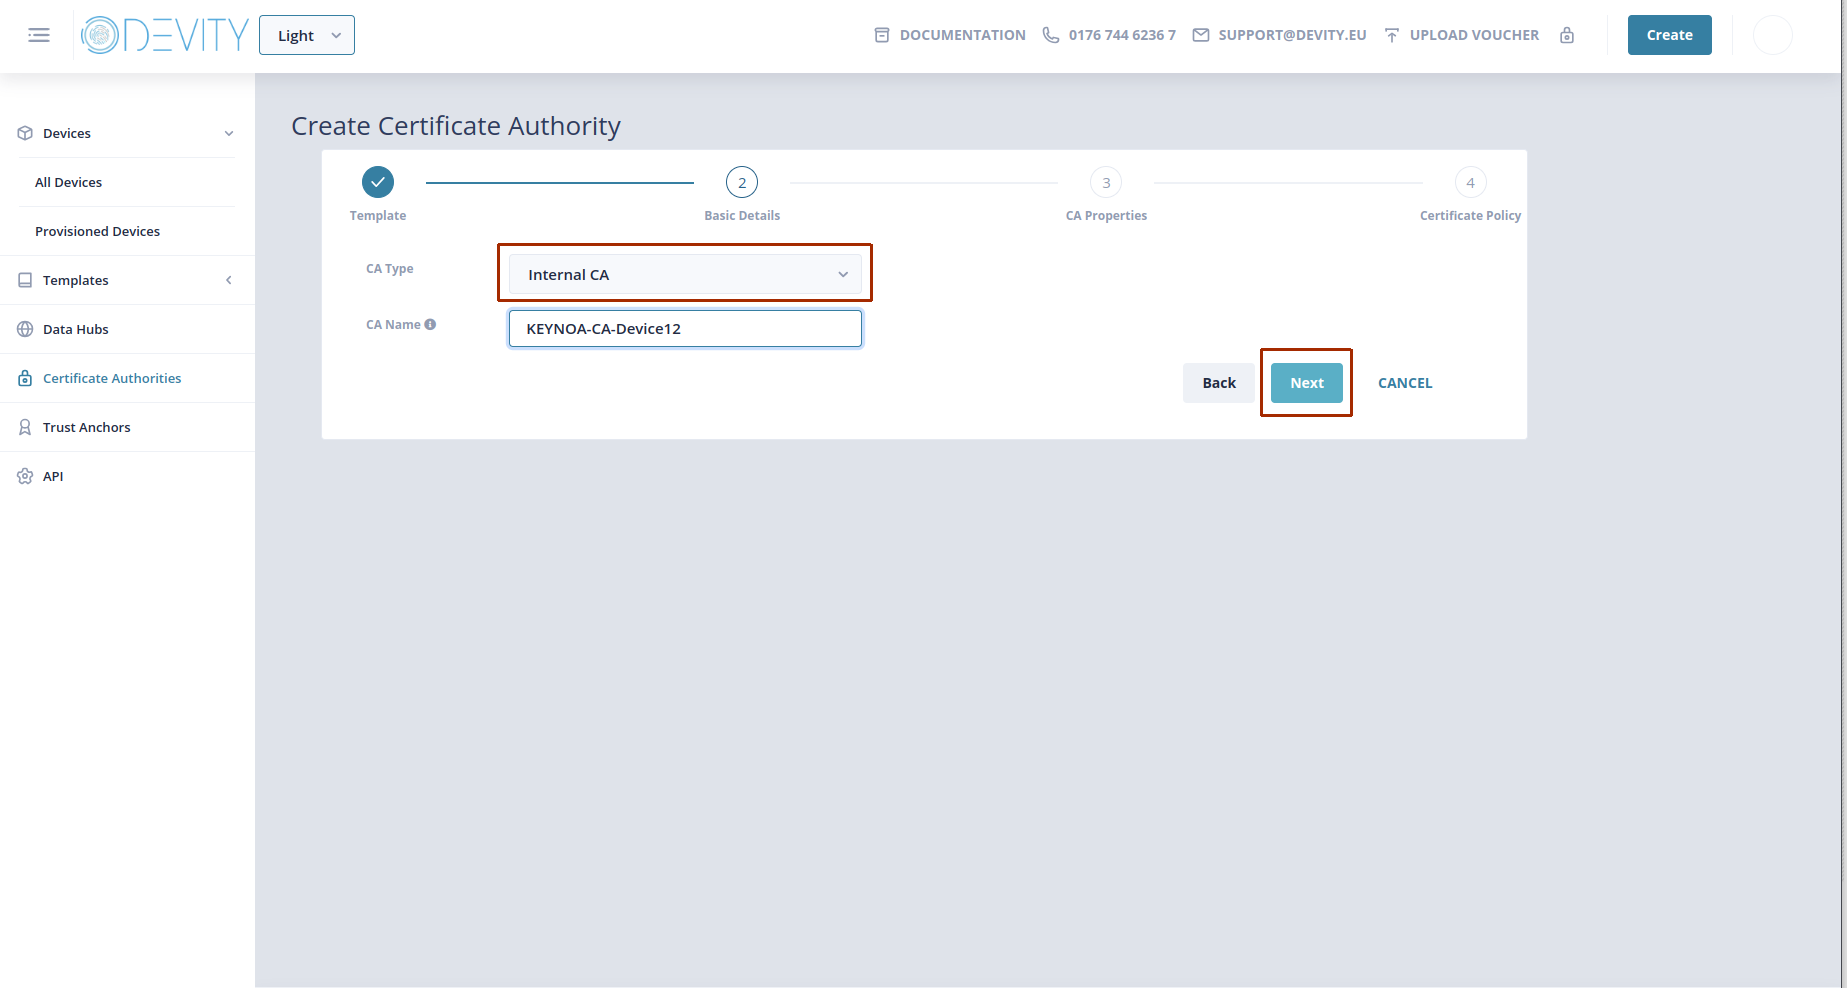 DEVITY
Light
DOCUMENTATION
0176 744 6236 7
SUPPORT@DEVITY.EU
UPLOAD VOUCHER
Create
Devices
All Devices
Provisioned Devices
Templates
Data Hubs
Certificate Authorities
Trust Anchors
API
Create Certificate Authority
2
3
4
Template
Basic Details
CA Properties
Certificate Policy
CA Type
Internal CA
CA Name
KEYNOA-CA-Device12
Back
Next
CANCEL